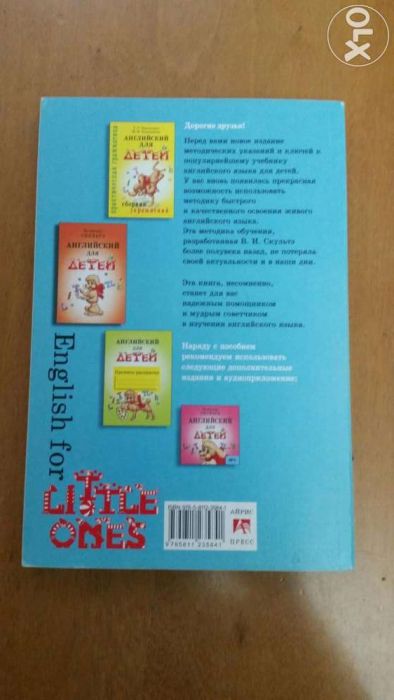 OLX
Дорогие друзья!
Перед вами новое издание
методических указаний и ключей к
популярнейшему учебнику
английского языка для детей.
У вас вновь появилась прекрасная
возможность использовать
методику быстрого
и качественного освоения живого
английского языка.
Эта методика обучения,
разработанная В. И. Скультэ
более полувека назад, не потеряла
своей актуальности и в наши дни.
Эта книга, несомненно,
станет для вас
надежным помощником
и мудрым советчиком
в изучении английского языка.
Наряду с пособием
рекомендуем использовать
следующие дополнительные
издания и аудиоприложение:
АНГЛИЙСКИЙ
ДЛЯ
ДЕТЕЙ
сборник
упражнений
АНГЛИЙСКИЙ
ДЛЯ
ДЕТЕЙ
АНГЛИЙСКИЙ
для
ДЕТЕЙ
АНГЛИЙСКИЙ
для
ДЕТЕЙ
English for
LITTLE
ONES
АЙРИС
ПРЕСС